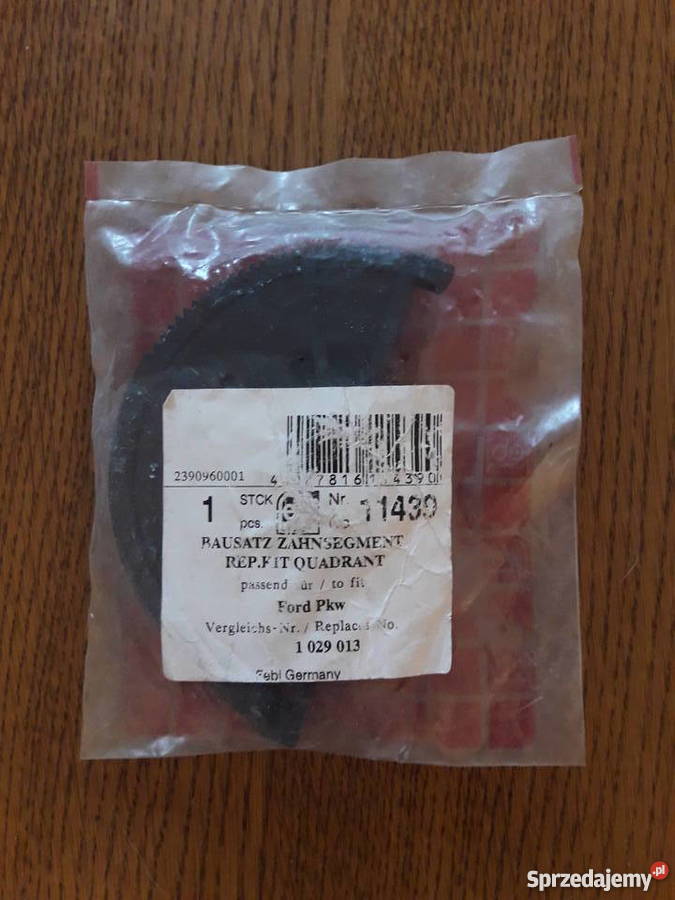 2390960001
1 STCK Nr. 11439
pcs.
BAUSATZ ZAHNSEGMENT
REP.KIT QUADRANT
passend für / to fit
Ford Pkw
Vergleichs-Nr. / Replaces No.
1 029 013
Febi Germany
Sprzedajemy.pl